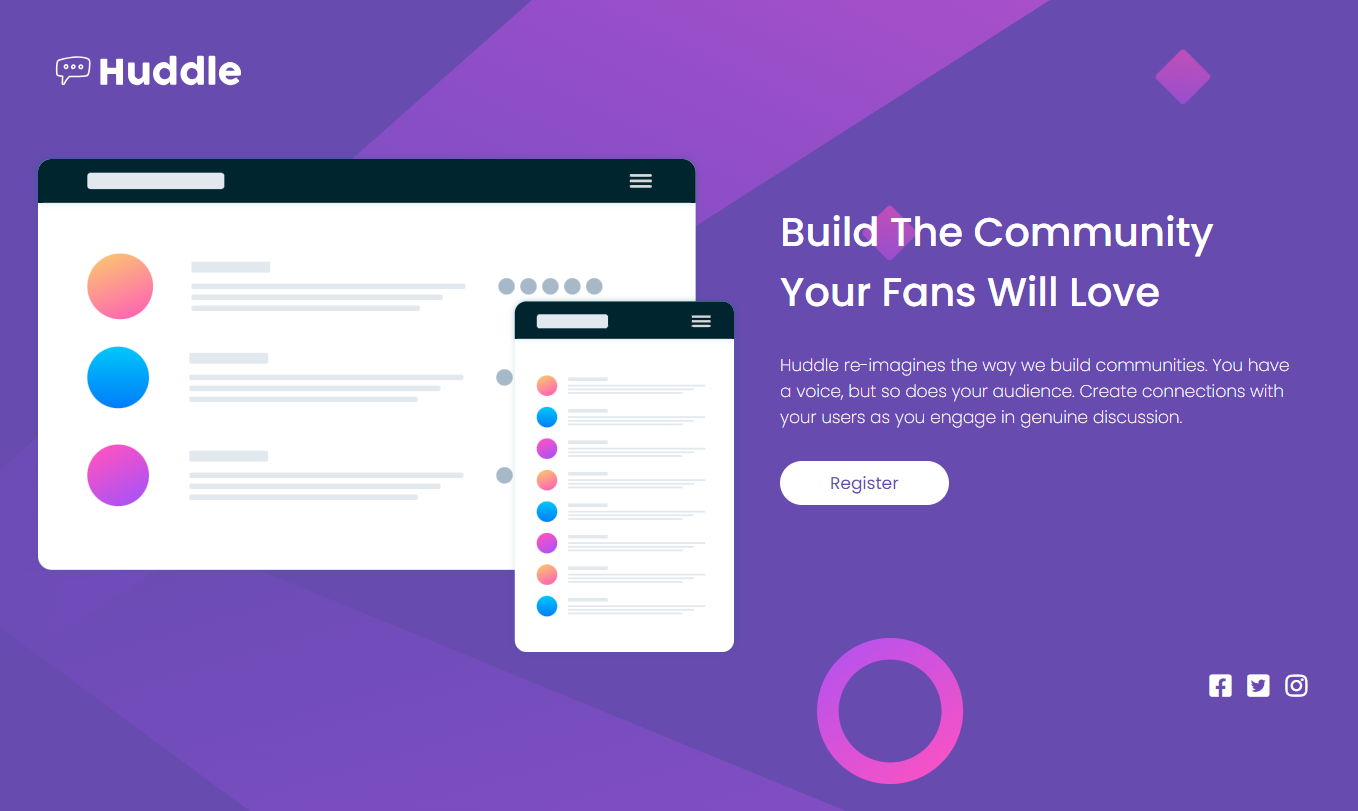 Huddle
Build The Community
Your Fans Will Love
Huddle re-imagines the way we build communities. You have
a voice, but so does your audience. Create connections with
your users as you engage in genuine discussion.
Register